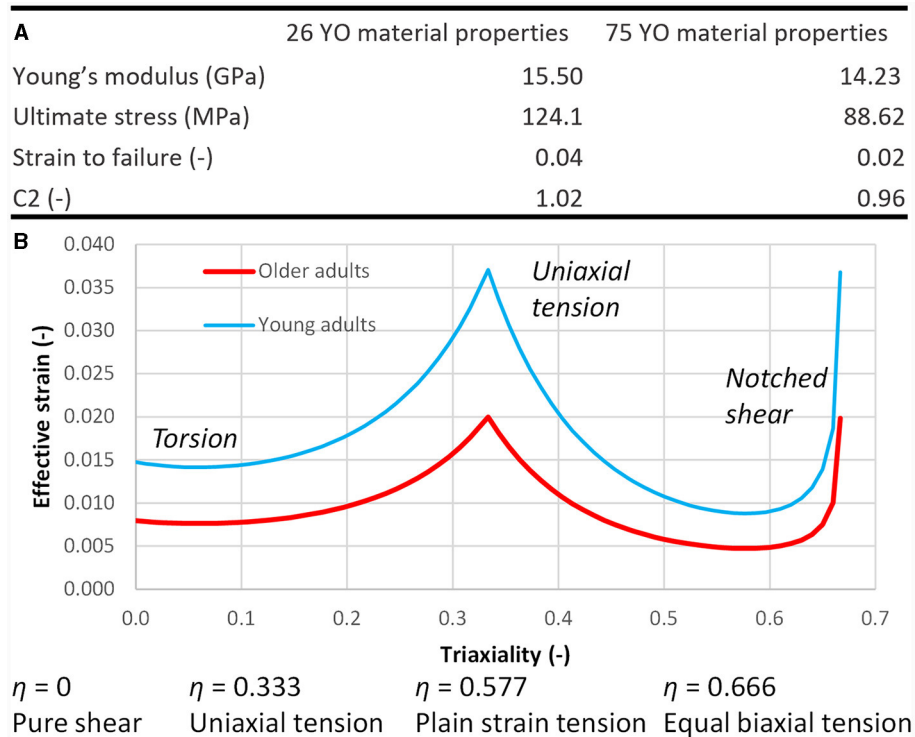 A 26 YO material properties 75 YO material properties
Young's modulus (GPa) 15.50 14.23
Ultimate stress (MPa) 124.1 88.62
Strain to failure (-) 0.04 0.02
C2 (-) 1.02 0.96
B
0.040
0.035
0.030
0.025
0.020
0.015
0.010
0.005
0.000
Effective strain (-)
Older adults
Young adults
Uniaxial
tension
Notched
shear
Torsion
0.0 0.1 0.2 0.3 0.4 0.5 0.6 0.7
Triaxiality (-)
η = 0 η = 0.333 η = 0.577 η = 0.666
Pure shear Uniaxial tension Plain strain tension Equal biaxial tension